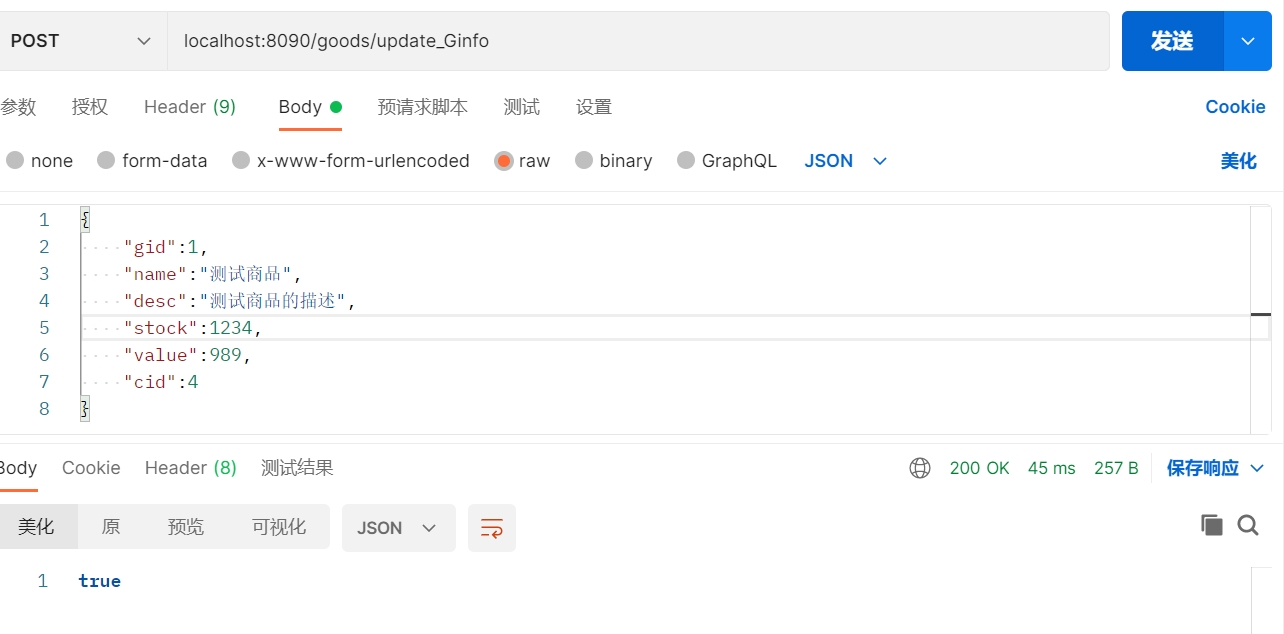 POST
localhost:8090/goods/update_Ginfo
发送
参数 授权 Header (9) Body 预请求脚本 测试 设置 Cookie
none form-data x-www-form-urlencoded raw binary GraphQL JSON 美化
1 {
2 "gid":1,
3 "name":"测试商品",
4 "desc":"测试商品的描述",
5 "stock":1234,
6 "value":989,
7 "cid":4
8 }
Body Cookie Header (8) 测试结果 200 OK 45 ms 257 B 保存响应
美化 原 预览 可视化 JSON
1 true